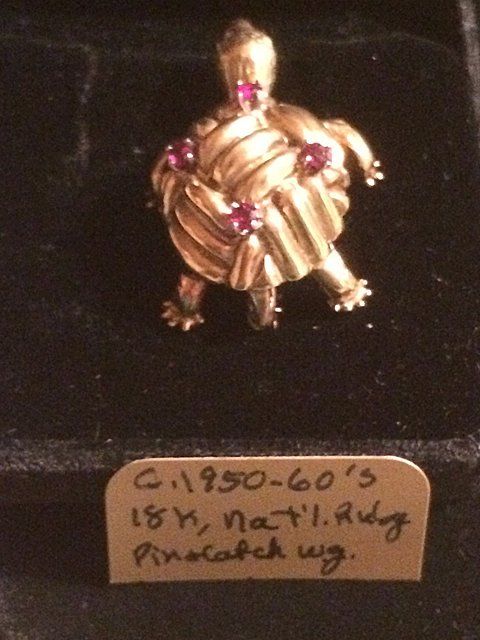 C.1950-60's
18K, nat'l. Ruby
Pin+Catch wg.